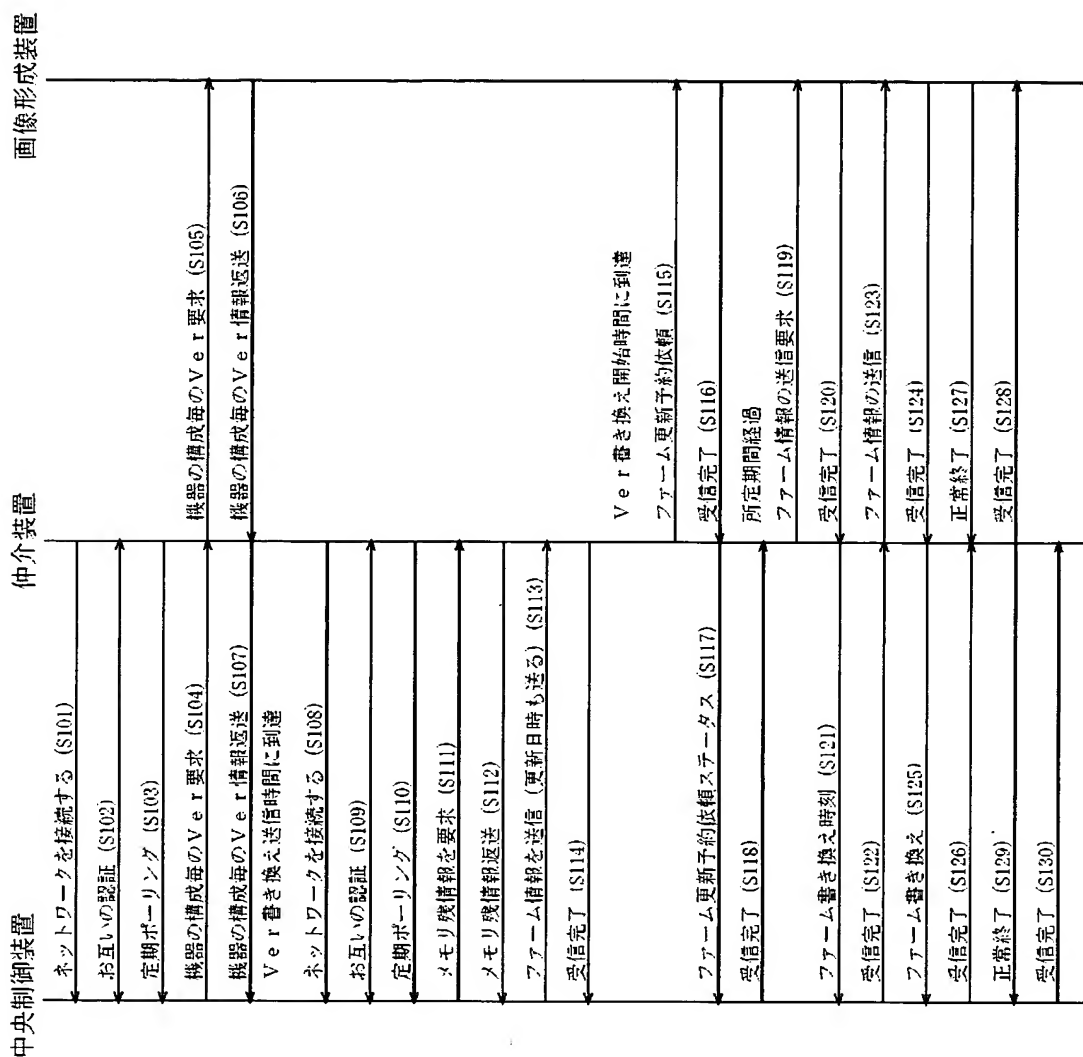 中央制御装置
仲介装置
画像形成装置
ネットワークを接続する (S101)
お互いの認証 (S102)
定期ポーリング (S103)
機器の構成毎のVer要求 (S104)
機器の構成毎のVer要求 (S105)
機器の構成毎のVer情報返送 (S106)
機器の構成毎のVer情報返送 (S107)
Ver書き換え送信時間に到達
ネットワークを接続する (S108)
お互いの認証 (S109)
定期ポーリング (S110)
メモリ残情報を要求 (S111)
メモリ残情報返送 (S112)
ファーム情報を送信 (更新日時も送る) (S113)
受信完了 (S114)
Ver書き換え開始時間に到達
ファーム更新予約依頼 (S115)
受信完了 (S116)
ファーム更新予約依頼ステータス (S117)
受信完了 (S118)
所定期間経過
ファーム情報の送信要求 (S119)
受信完了 (S120)
ファーム書き換え時刻 (S121)
受信完了 (S122)
ファーム情報の送信 (S123)
受信完了 (S124)
ファーム書き換え (S125)
受信完了 (S126)
正常終了 (S127)
受信完了 (S128)
正常終了 (S129)
受信完了 (S130)